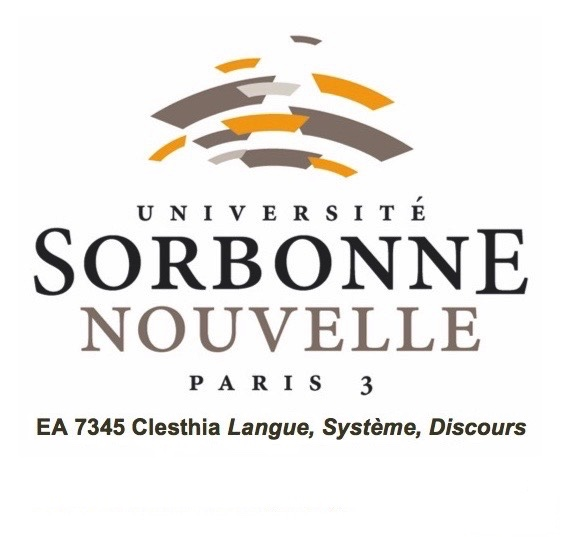 UNIVERSITÉ
SORBONNE
NOUVELLE
PARIS 3
EA 7345 Clesthia Langue, Système, Discours